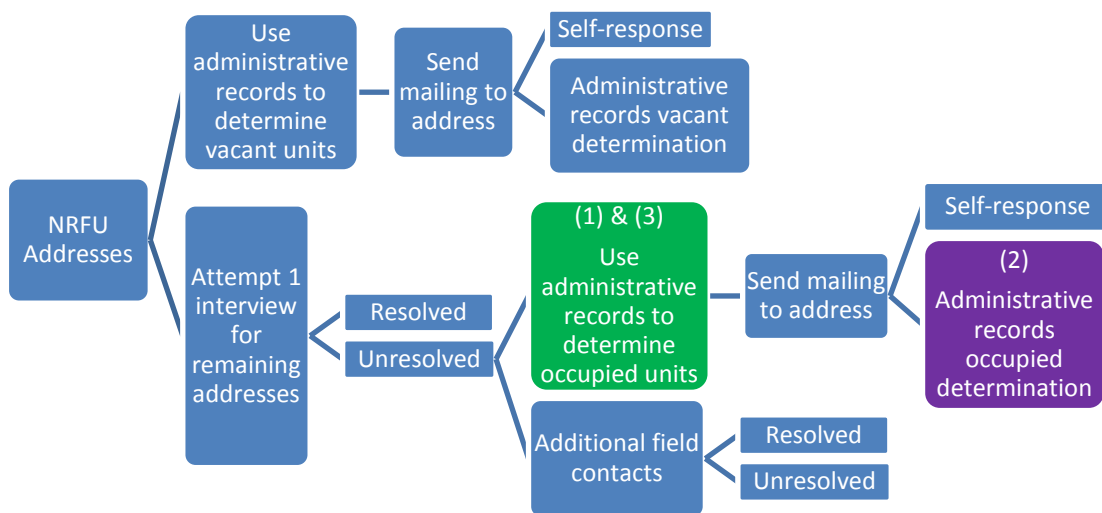 NRFU
Addresses
Use
administrative
records to
determine
vacant units
Send
mailing to
address
Self-response
Administrative
records vacant
determination
Attempt 1
interview
for
remaining
addresses
Resolved
Unresolved
(1) & (3)
Use
administrative
records to
determine
occupied units
Send mailing
to address
Self-response
(2)
Administrative
records
occupied
determination
Additional field
contacts
Resolved
Unresolved